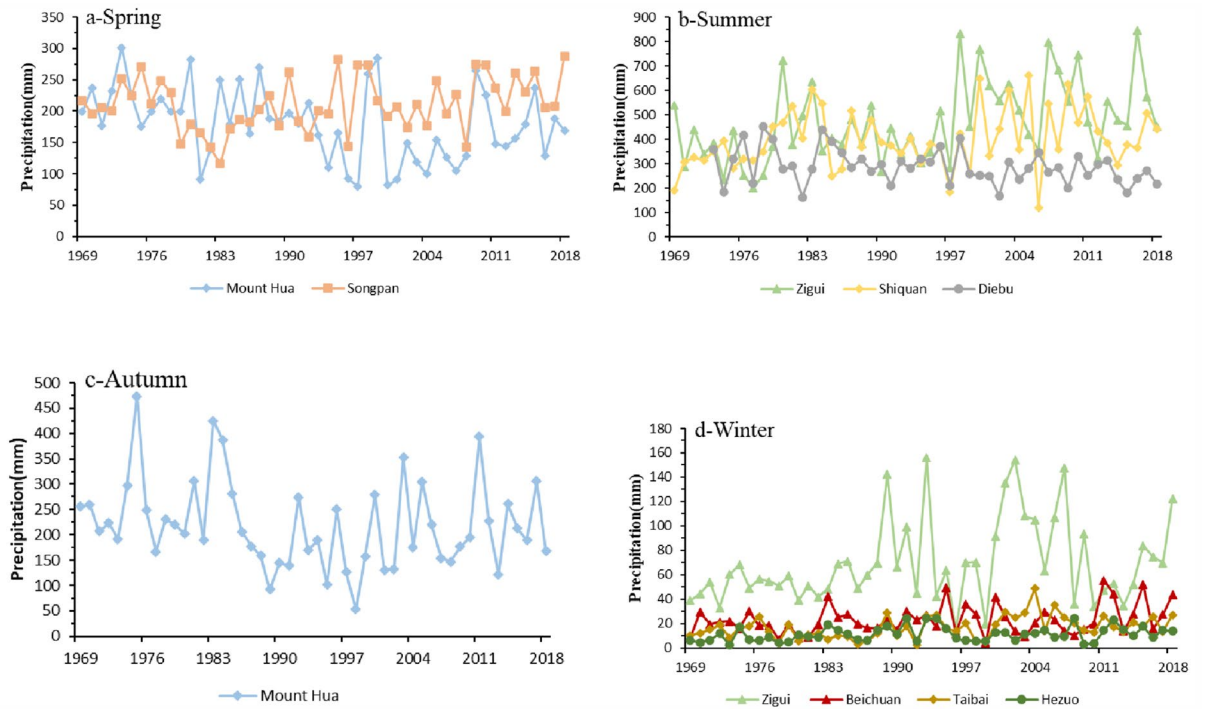 a-Spring
Precipitation(mm)
350
300
250
200
150
100
50
0
1969 1976 1983 1990 1997 2004 2011 2018
Mount Hua Songpan
b-Summer
Precipitation(mm)
900
800
700
600
500
400
300
200
100
0
1969 1976 1983 1990 1997 2004 2011 2018
Zigui Shiquan Diebu
c-Autumn
Precipitation(mm)
500
450
400
350
300
250
200
150
100
50
0
1969 1976 1983 1990 1997 2004 2011 2018
Mount Hua
d-Winter
Precipitation(mm)
180
160
140
120
100
80
60
40
20
0
1969 1976 1983 1990 1997 2004 2011 2018
Zigui Beichuan Taibai Hezuo